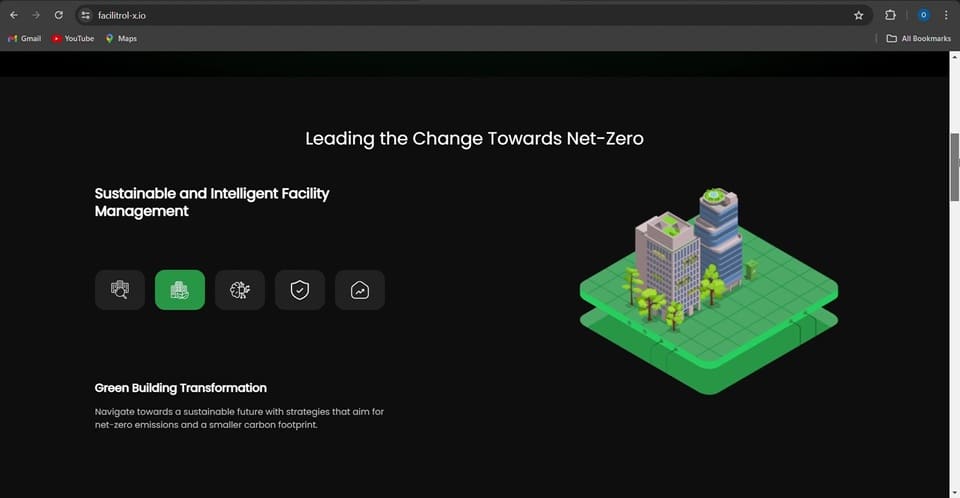 facilitrol-x.io
O
Gmail
YouTube
Maps
All Bookmarks
Leading the Change Towards Net-Zero
Sustainable and Intelligent Facility
Management
Green Building Transformation
Navigate towards a sustainable future with strategies that aim for
net-zero emissions and a smaller carbon footprint.